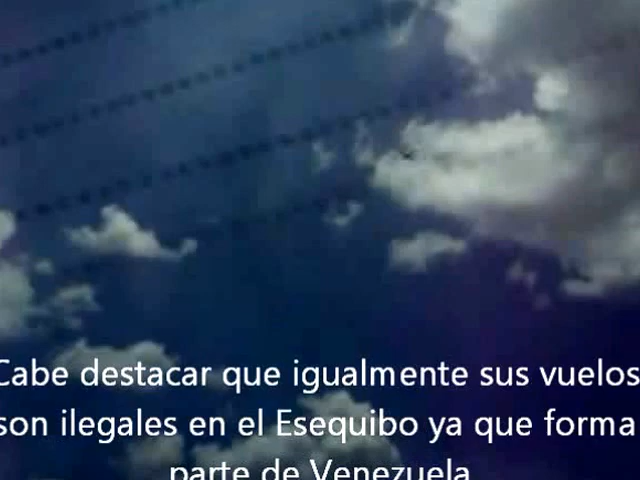 Cabe destacar que igualmente sus vuelos
son ilegales en el Esequibo ya que forma
parte de Venezuela